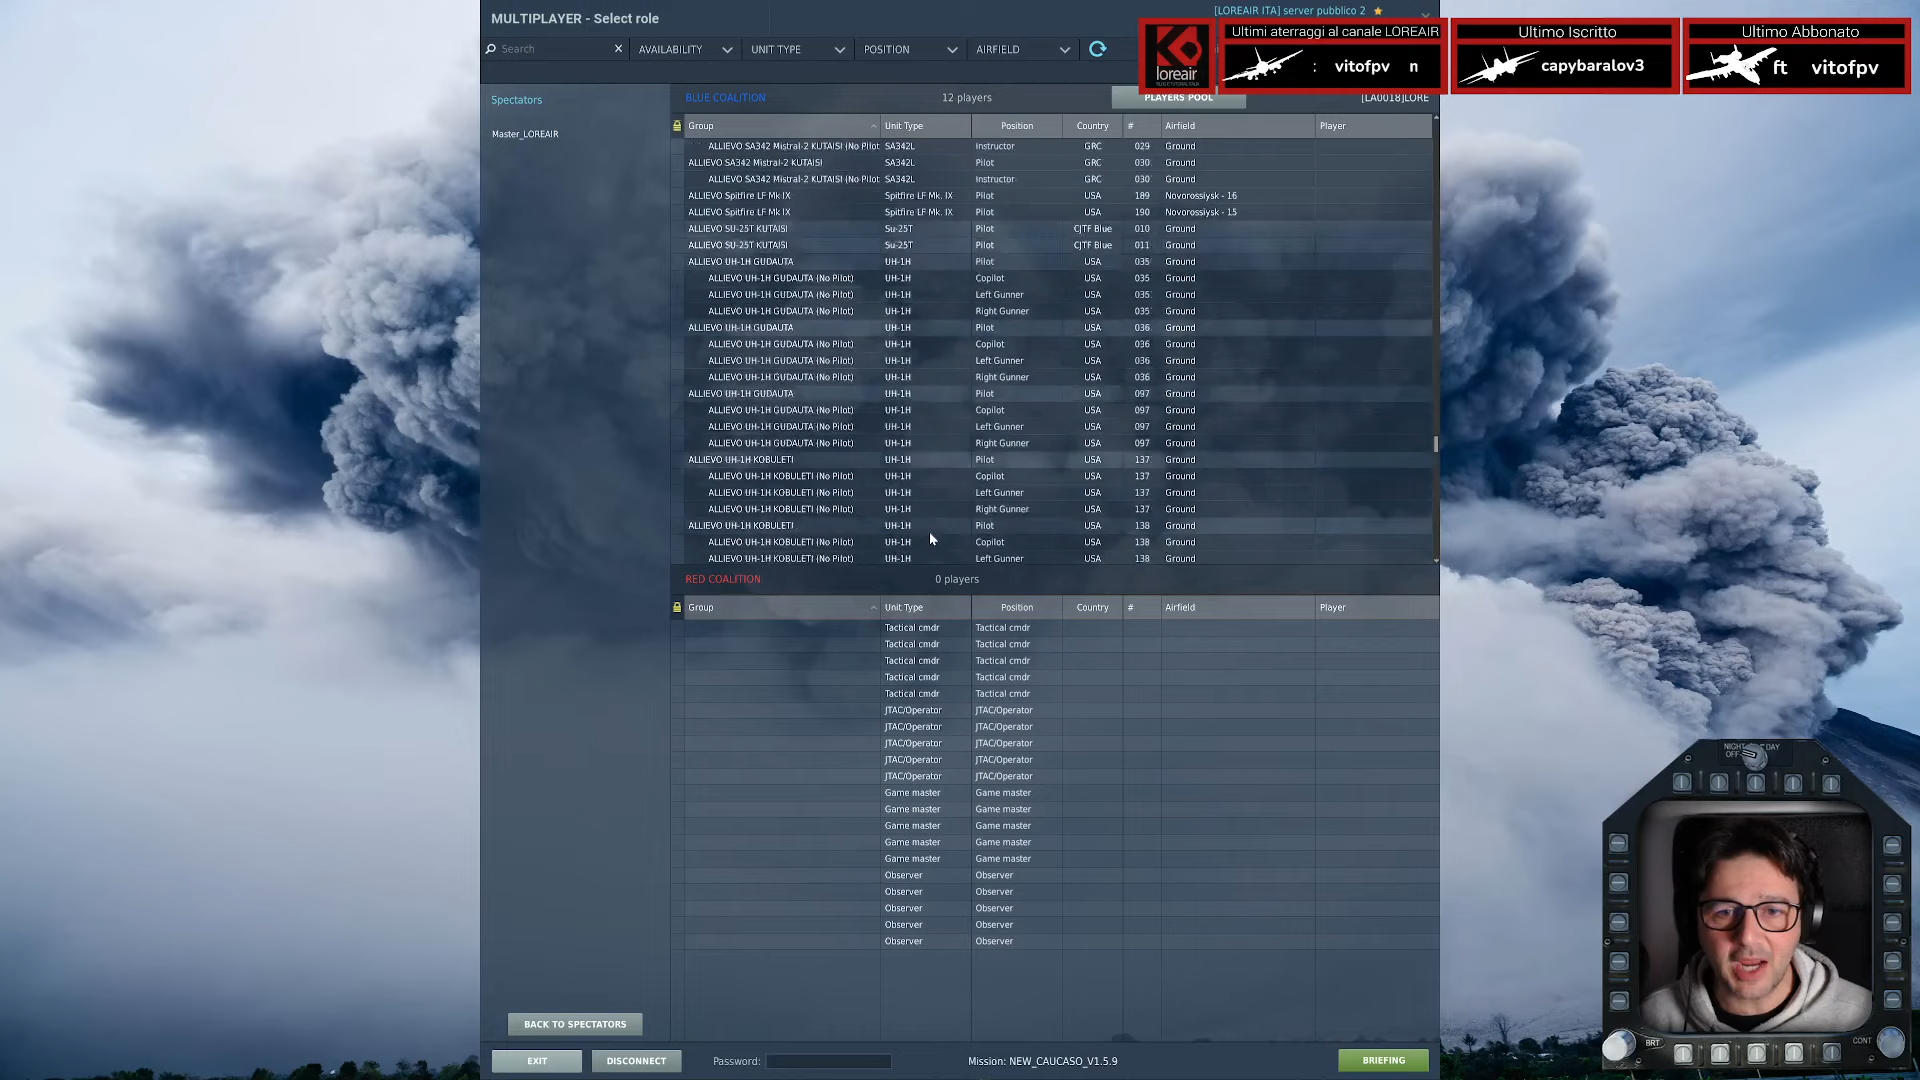 MULTIPLAYER - Select role
[LOREAIR ITA] server pubblico 2
Search
AVAILABILITY
UNIT TYPE
POSITION
AIRFIELD
loreair
Ultimi aterraggi al canale LOREAIR
: vitofpv n
Ultimo Iscritto
capybaralov3
Ultimo Abbonato
ft vitofpv
Spectators
Master_LOREAIR
BLUE COALITION 12 players PLAYERS POOL [LA0018]LORE
Group Unit Type Position Country # Airfield Player
ALLIEVO SA342 Mistral-2 KUTAISI (No Pilot SA342L Instructor GRC 029 Ground
ALLIEVO SA342 Mistral-2 KUTAISI SA342L Pilot GRC 030 Ground
ALLIEVO SA342 Mistral-2 KUTAISI (No Pilot SA342L Instructor GRC 030 Ground
ALLIEVO Spitfire LF Mk IX Spitfire LF Mk. IX Pilot USA 189 Novorossiysk - 16
ALLIEVO Spitfire LF Mk IX Spitfire LF Mk. IX Pilot USA 190 Novorossiysk - 15
ALLIEVO SU-25T KUTAISI Su-25T Pilot CJTF Blue 010 Ground
ALLIEVO SU-25T KUTAISI Su-25T Pilot CJTF Blue 011 Ground
ALLIEVO UH-1H GUDAUTA UH-1H Pilot USA 035 Ground
ALLIEVO UH-1H GUDAUTA (No Pilot) UH-1H Copilot USA 035 Ground
ALLIEVO UH-1H GUDAUTA (No Pilot) UH-1H Left Gunner USA 035 Ground
ALLIEVO UH-1H GUDAUTA (No Pilot) UH-1H Right Gunner USA 035 Ground
ALLIEVO UH-1H GUDAUTA UH-1H Pilot USA 036 Ground
ALLIEVO UH-1H GUDAUTA (No Pilot) UH-1H Copilot USA 036 Ground
ALLIEVO UH-1H GUDAUTA (No Pilot) UH-1H Left Gunner USA 036 Ground
ALLIEVO UH-1H GUDAUTA (No Pilot) UH-1H Right Gunner USA 036 Ground
ALLIEVO UH-1H GUDAUTA UH-1H Pilot USA 097 Ground
ALLIEVO UH-1H GUDAUTA (No Pilot) UH-1H Copilot USA 097 Ground
ALLIEVO UH-1H GUDAUTA (No Pilot) UH-1H Left Gunner USA 097 Ground
ALLIEVO UH-1H GUDAUTA (No Pilot) UH-1H Right Gunner USA 097 Ground
ALLIEVO UH-1H KOBULETI UH-1H Pilot USA 137 Ground
ALLIEVO UH-1H KOBULETI (No Pilot) UH-1H Copilot USA 137 Ground
ALLIEVO UH-1H KOBULETI (No Pilot) UH-1H Left Gunner USA 137 Ground
ALLIEVO UH-1H KOBULETI (No Pilot) UH-1H Right Gunner USA 137 Ground
ALLIEVO UH-1H KOBULETI UH-1H Pilot USA 138 Ground
ALLIEVO UH-1H KOBULETI (No Pilot) UH-1H Copilot USA 138 Ground
ALLIEVO UH-1H KOBULETI (No Pilot) UH-1H Left Gunner USA 138 Ground
RED COALITION 0 players
Group Unit Type Position Country # Airfield Player
Tactical cmdr Tactical cmdr
Tactical cmdr Tactical cmdr
Tactical cmdr Tactical cmdr
Tactical cmdr Tactical cmdr
Tactical cmdr Tactical cmdr
JTAC/Operator JTAC/Operator
JTAC/Operator JTAC/Operator
JTAC/Operator JTAC/Operator
JTAC/Operator JTAC/Operator
JTAC/Operator JTAC/Operator
Game master Game master
Game master Game master
Game master Game master
Game master Game master
Game master Game master
Observer Observer
Observer Observer
Observer Observer
Observer Observer
Observer Observer
BACK TO SPECTATORS
EXIT
DISCONNECT
Password:
Mission: NEW_CAUCASO_V1.5.9
BRIEFING
NIGHT DAY
OFF
BRT
CONT